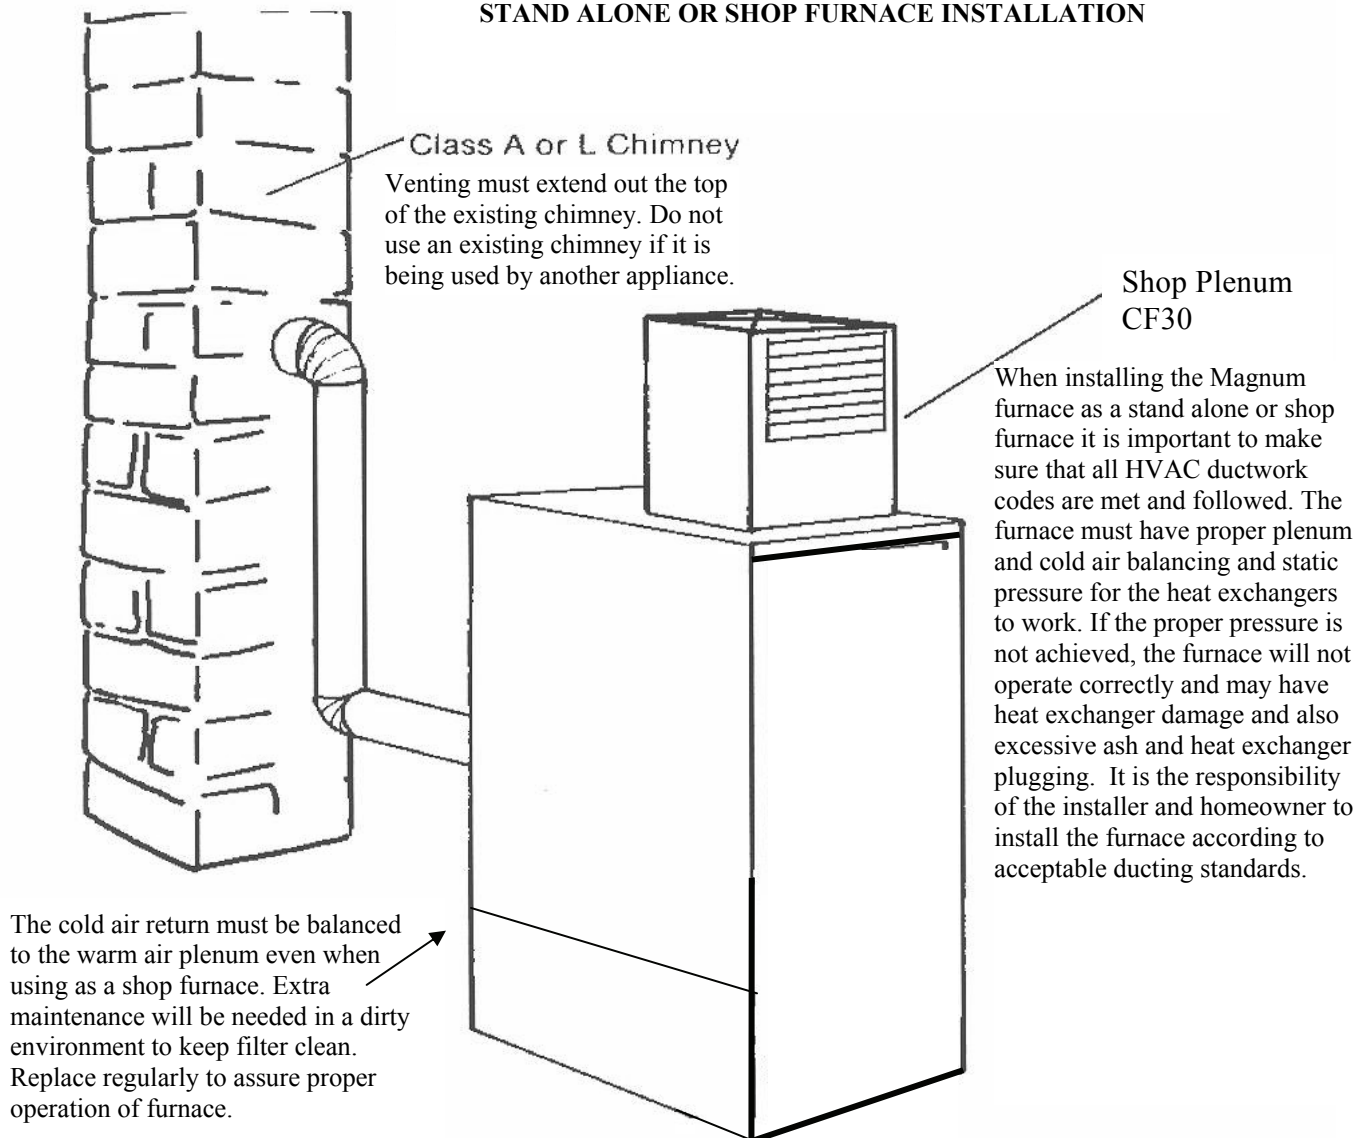 STAND ALONE OR SHOP FURNACE INSTALLATION
Class A or L Chimney
Venting must extend out the top
of the existing chimney. Do not
use an existing chimney if it is
being used by another appliance.
Shop Plenum
CF30
When installing the Magnum
furnace as a stand alone or shop
furnace it is important to make
sure that all HVAC ductwork
codes are met and followed. The
furnace must have proper plenum
and cold air balancing and static
pressure for the heat exchangers
to work. If the proper pressure is
not achieved, the furnace will not
operate correctly and may have
heat exchanger damage and also
excessive ash and heat exchanger
plugging.  It is the responsibility
of the installer and homeowner to
install the furnace according to
acceptable ducting standards.
The cold air return must be balanced
to the warm air plenum even when
using as a shop furnace. Extra
maintenance will be needed in a dirty
environment to keep filter clean.
Replace regularly to assure proper
operation of furnace.